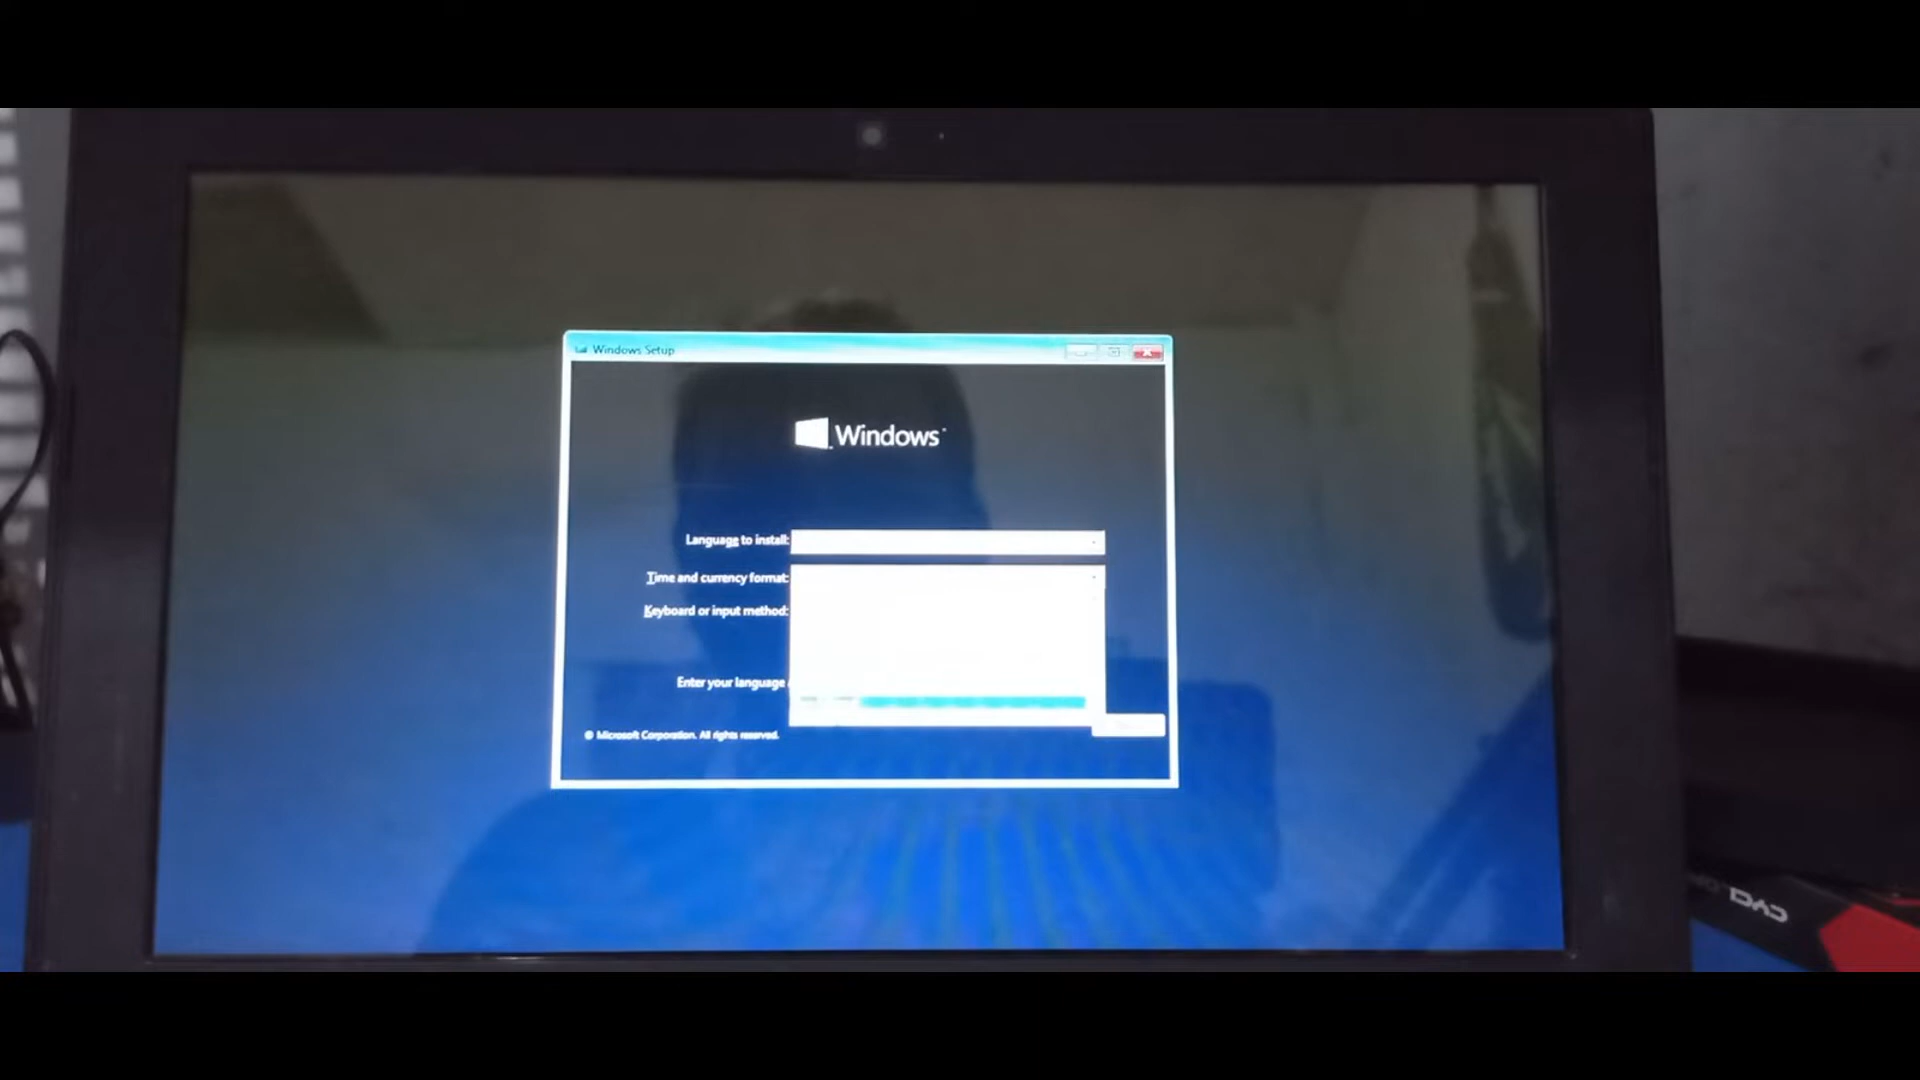 Windows Setup
Windows
Language to install:
Time and currency format:
Keyboard or input method:
Enter your language
© Microsoft Corporation. All rights reserved.